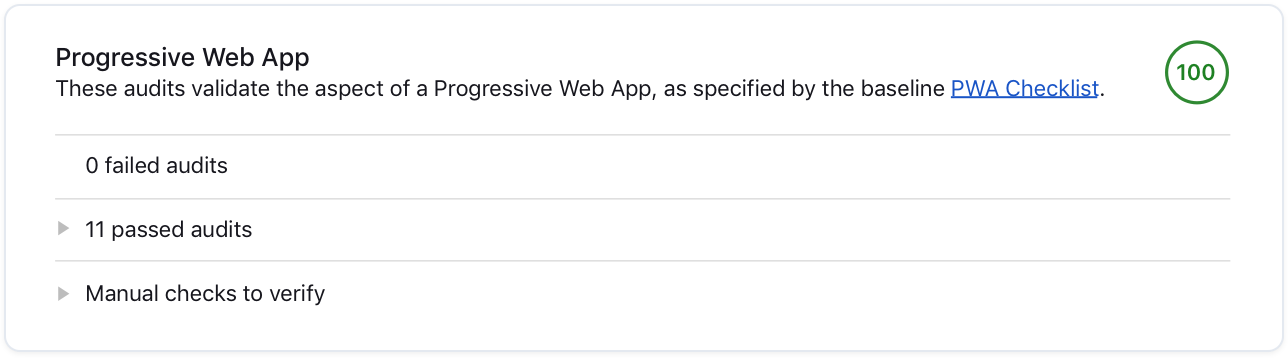 Progressive Web App
These audits validate the aspect of a Progressive Web App, as specified by the baseline PWA Checklist.
100
0 failed audits
11 passed audits
Manual checks to verify